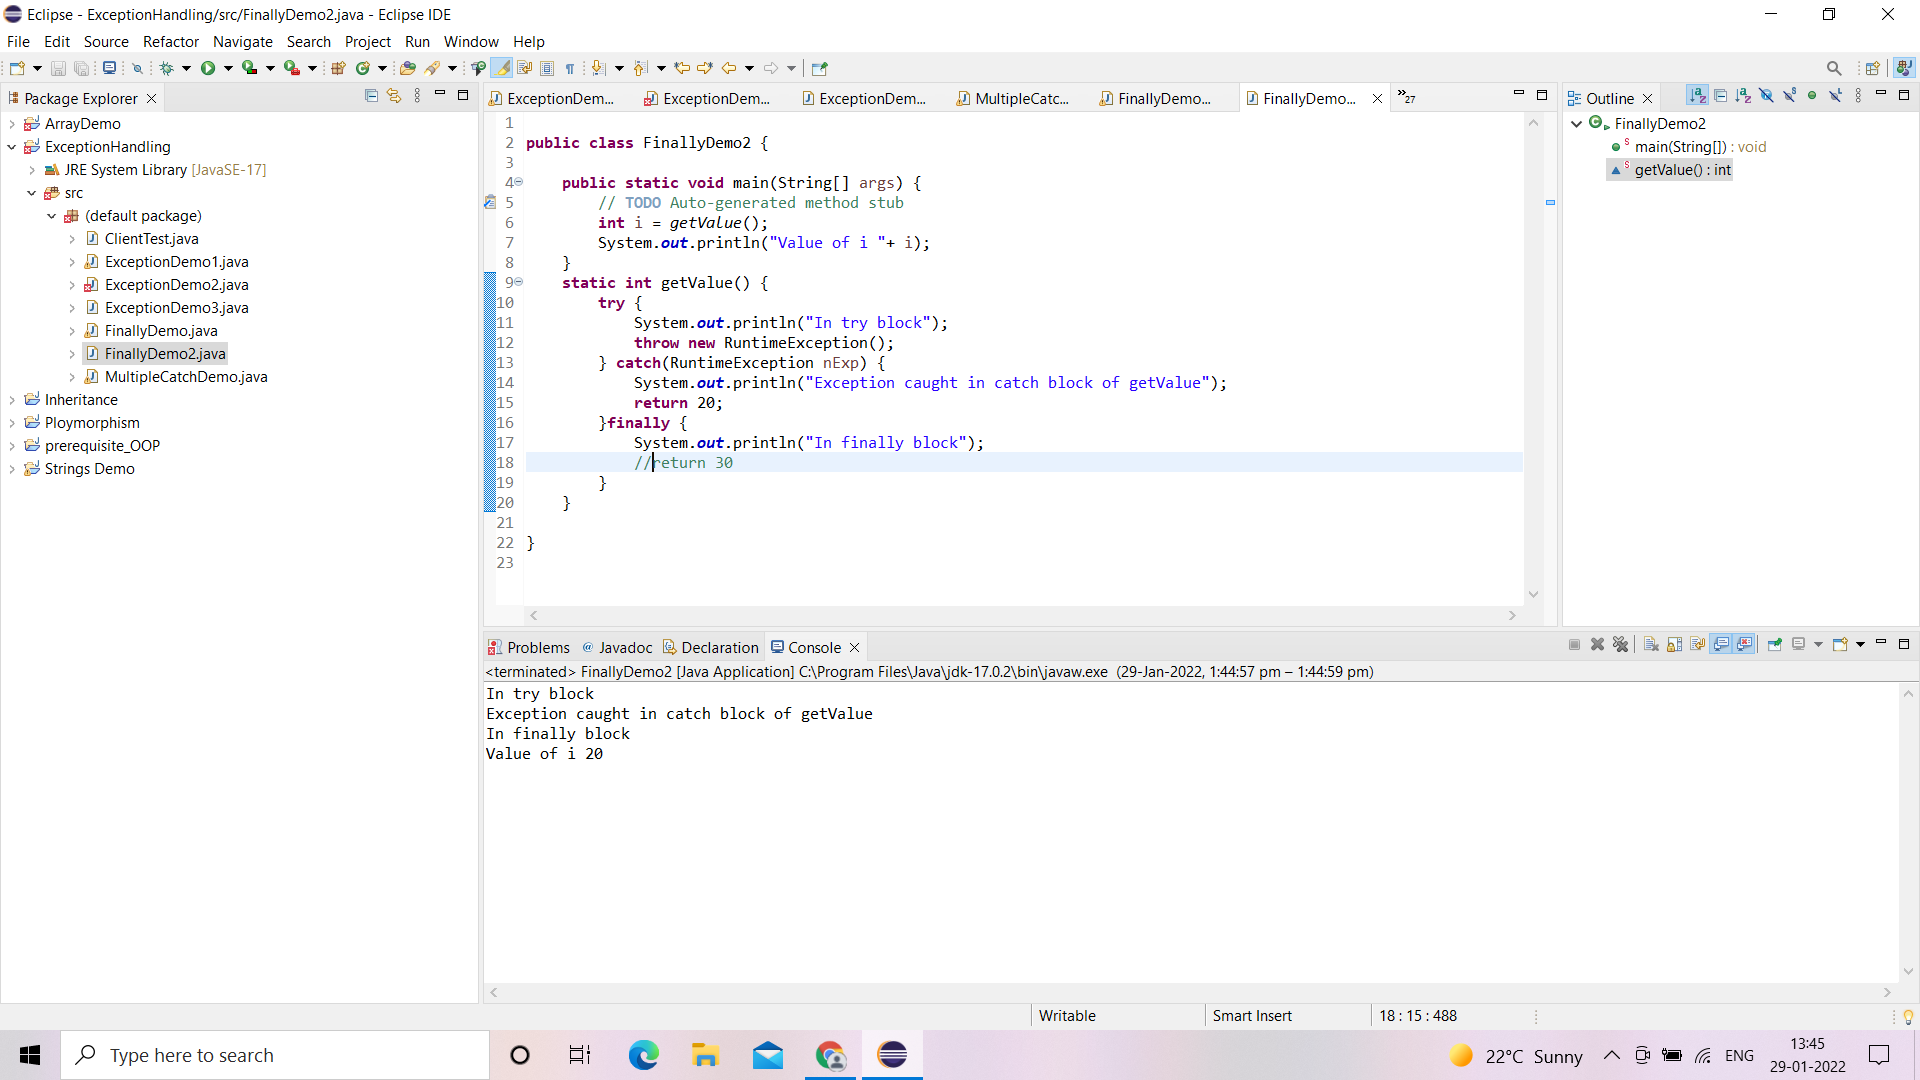 Eclipse - ExceptionHandling/src/FinallyDemo2.java - Eclipse IDE
File Edit Source Refactor Navigate Search Project Run Window Help
Package Explorer
ArrayDemo
ExceptionHandling
JRE System Library [JavaSE-17]
src
(default package)
ClientTest.java
ExceptionDemo1.java
ExceptionDemo2.java
ExceptionDemo3.java
FinallyDemo.java
FinallyDemo2.java
MultipleCatchDemo.java
Inheritance
Ploymorphism
prerequisite_OOP
Strings Demo
ExceptionDem... ExceptionDem... ExceptionDem... MultipleCatc... FinallyDemo... FinallyDemo... »27
1
2 public class FinallyDemo2 {
3
4 public static void main(String[] args) {
5 // TODO Auto-generated method stub
6 int i = getValue();
7 System.out.println("Value of i "+ i);
8 }
9 static int getValue() {
10 try {
11 System.out.println("In try block");
12 throw new RuntimeException();
13 } catch(RuntimeException nExp) {
14 System.out.println("Exception caught in catch block of getValue");
15 return 20;
16 }finally {
17 System.out.println("In finally block");
18 //return 30
19 }
20 }
21
22 }
23
Outline
FinallyDemo2
main(String[]) : void
getValue() : int
Problems @ Javadoc Declaration Console
<terminated> FinallyDemo2 [Java Application] C:\Program Files\Java\jdk-17.0.2\bin\javaw.exe (29-Jan-2022, 1:44:57 pm – 1:44:59 pm)
In try block
Exception caught in catch block of getValue
In finally block
Value of i 20
Writable Smart Insert 18 : 15 : 488
Type here to search
22°C Sunny
ENG
13:45
29-01-2022